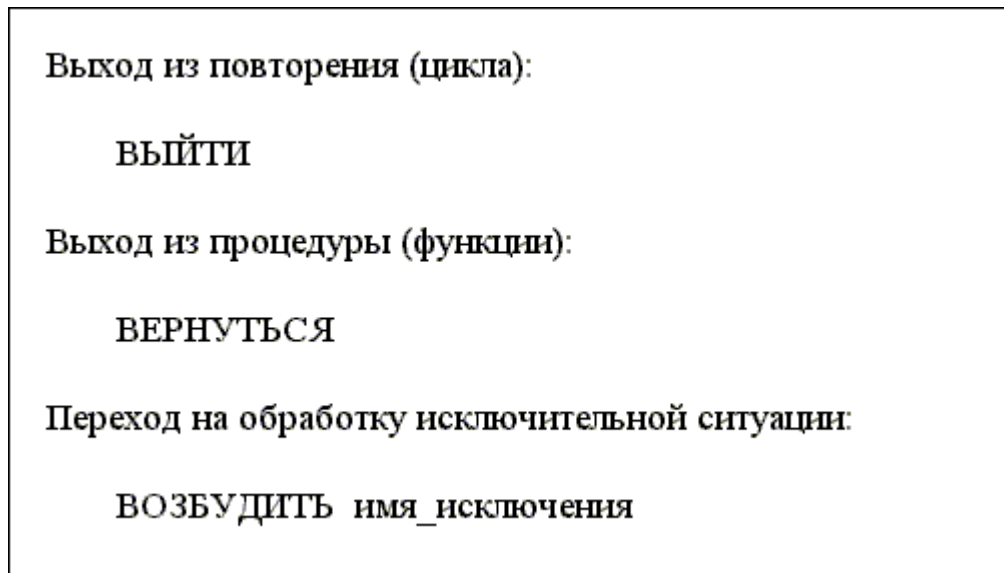 Выход из повторения (цикла):
ВЫЙТИ
Выход из процедуры (функции):
ВЕРНУТЬСЯ
Переход на обработку исключительной ситуации:
ВОЗБУДИТЬ имя_исключения